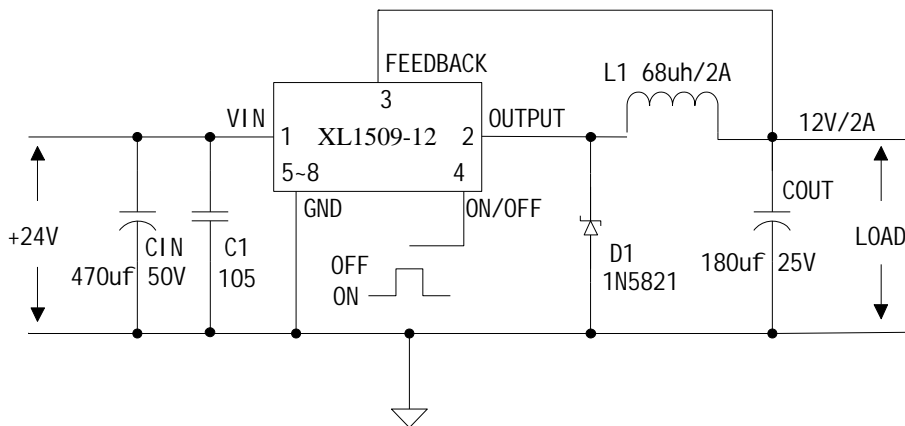 FEEDBACK
L1 68uh/2A
3
VIN
OUTPUT
12V/2A
1
XL1509-12
2
5~8
4
COUT
GND
ON/OFF
+24V
CIN
C1
LOAD
OFF
D1
470uf 50V
105
180uf 25V
ON
1N5821